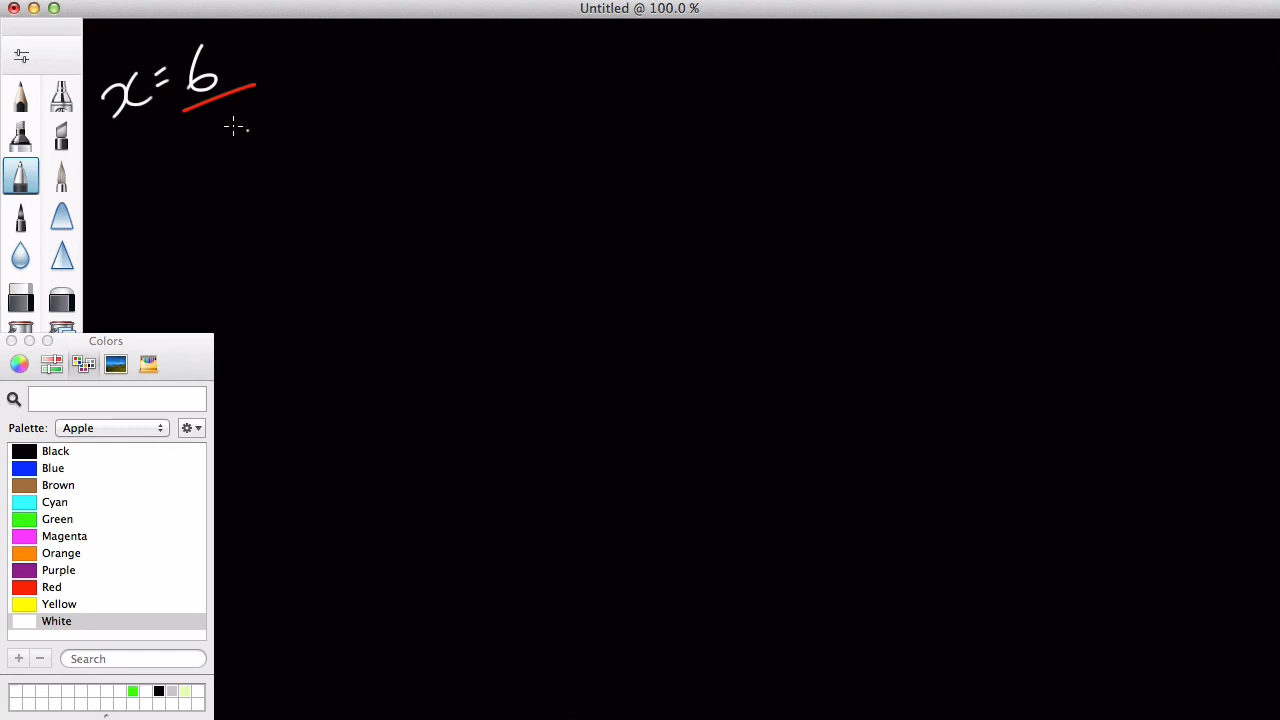 Untitled @ 100.0 %
x = 6
Colors
Palette: Apple
Black
Blue
Brown
Cyan
Green
Magenta
Orange
Purple
Red
Yellow
White
Search